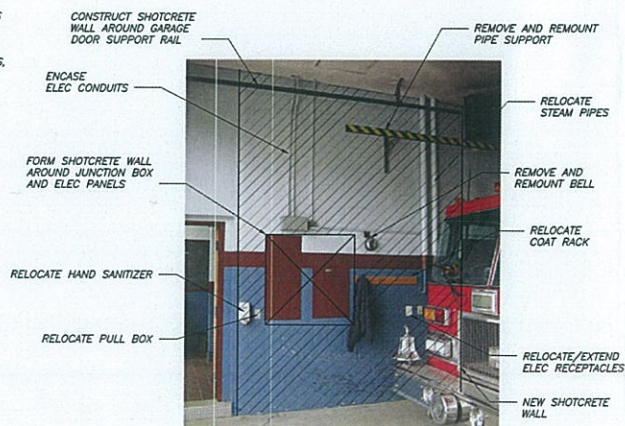 CONSTRUCT SHOTCRETE
WALL AROUND GARAGE
DOOR SUPPORT RAIL
ENCASE
ELEC CONDUITS
FORM SHOTCRETE WALL
AROUND JUNCTION BOX
AND ELEC PANELS
RELOCATE HAND SANITIZER
RELOCATE PULL BOX
REMOVE AND REMOUNT
PIPE SUPPORT
RELOCATE
STEAM PIPES
REMOVE AND
REMOUNT BELL
RELOCATE
COAT RACK
RELOCATE/EXTEND
ELEC RECEPTACLES
NEW SHOTCRETE
WALL